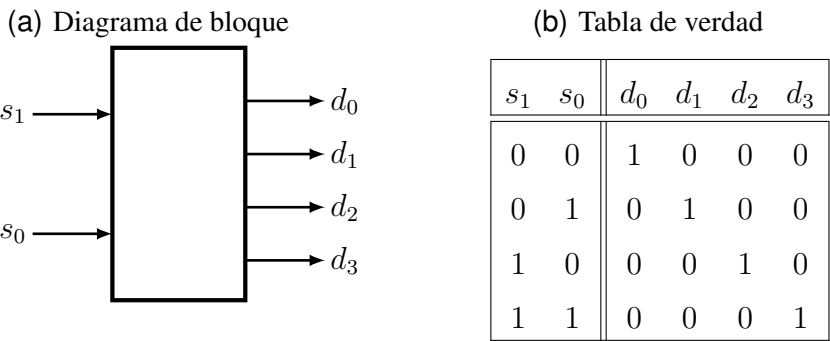 (a) Diagrama de bloque
s1
s0
d0
d1
d2
d3
(b) Tabla de verdad
s1 s0 d0 d1 d2 d3
0 0 1 0 0 0
0 1 0 1 0 0
1 0 0 0 1 0
1 1 0 0 0 1